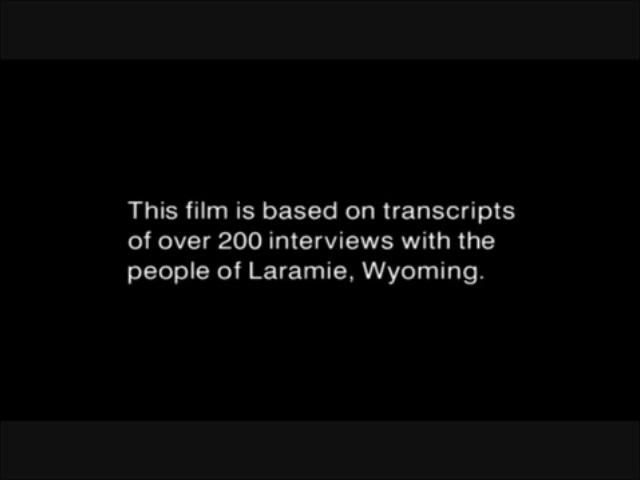 This film is based on transcripts
of over 200 interviews with the
people of Laramie, Wyoming.